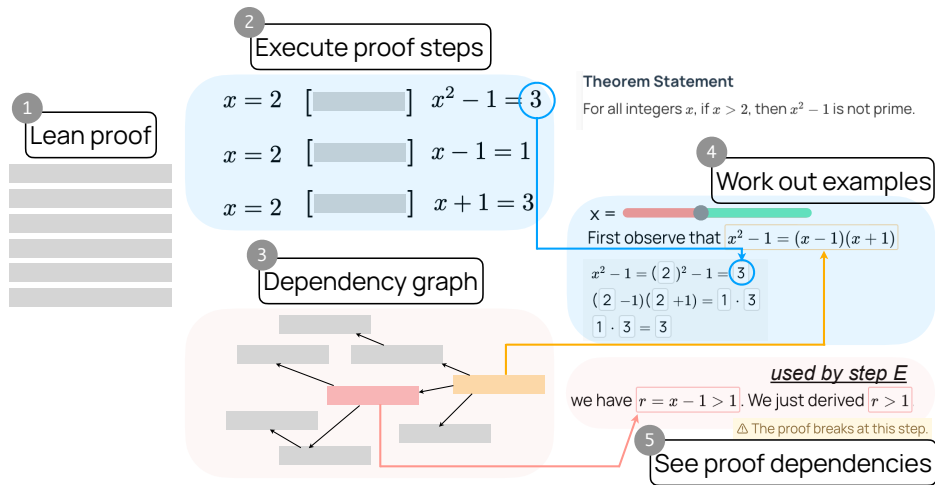 1
Lean proof
2
Execute proof steps
x = 2 [ ] x² − 1 = 3
x = 2 [ ] x − 1 = 1
x = 2 [ ] x + 1 = 3
Theorem Statement
For all integers x, if x > 2, then x² − 1 is not prime.
3
Dependency graph
4
Work out examples
x =
First observe that x² − 1 = (x − 1)(x + 1)
x² − 1 = ( 2 )² − 1 = 3
( 2 −1)( 2 +1) = 1 · 3
1 · 3 = 3
used by step E
we have r = x − 1 > 1. We just derived r > 1
⚠ The proof breaks at this step.
5
See proof dependencies